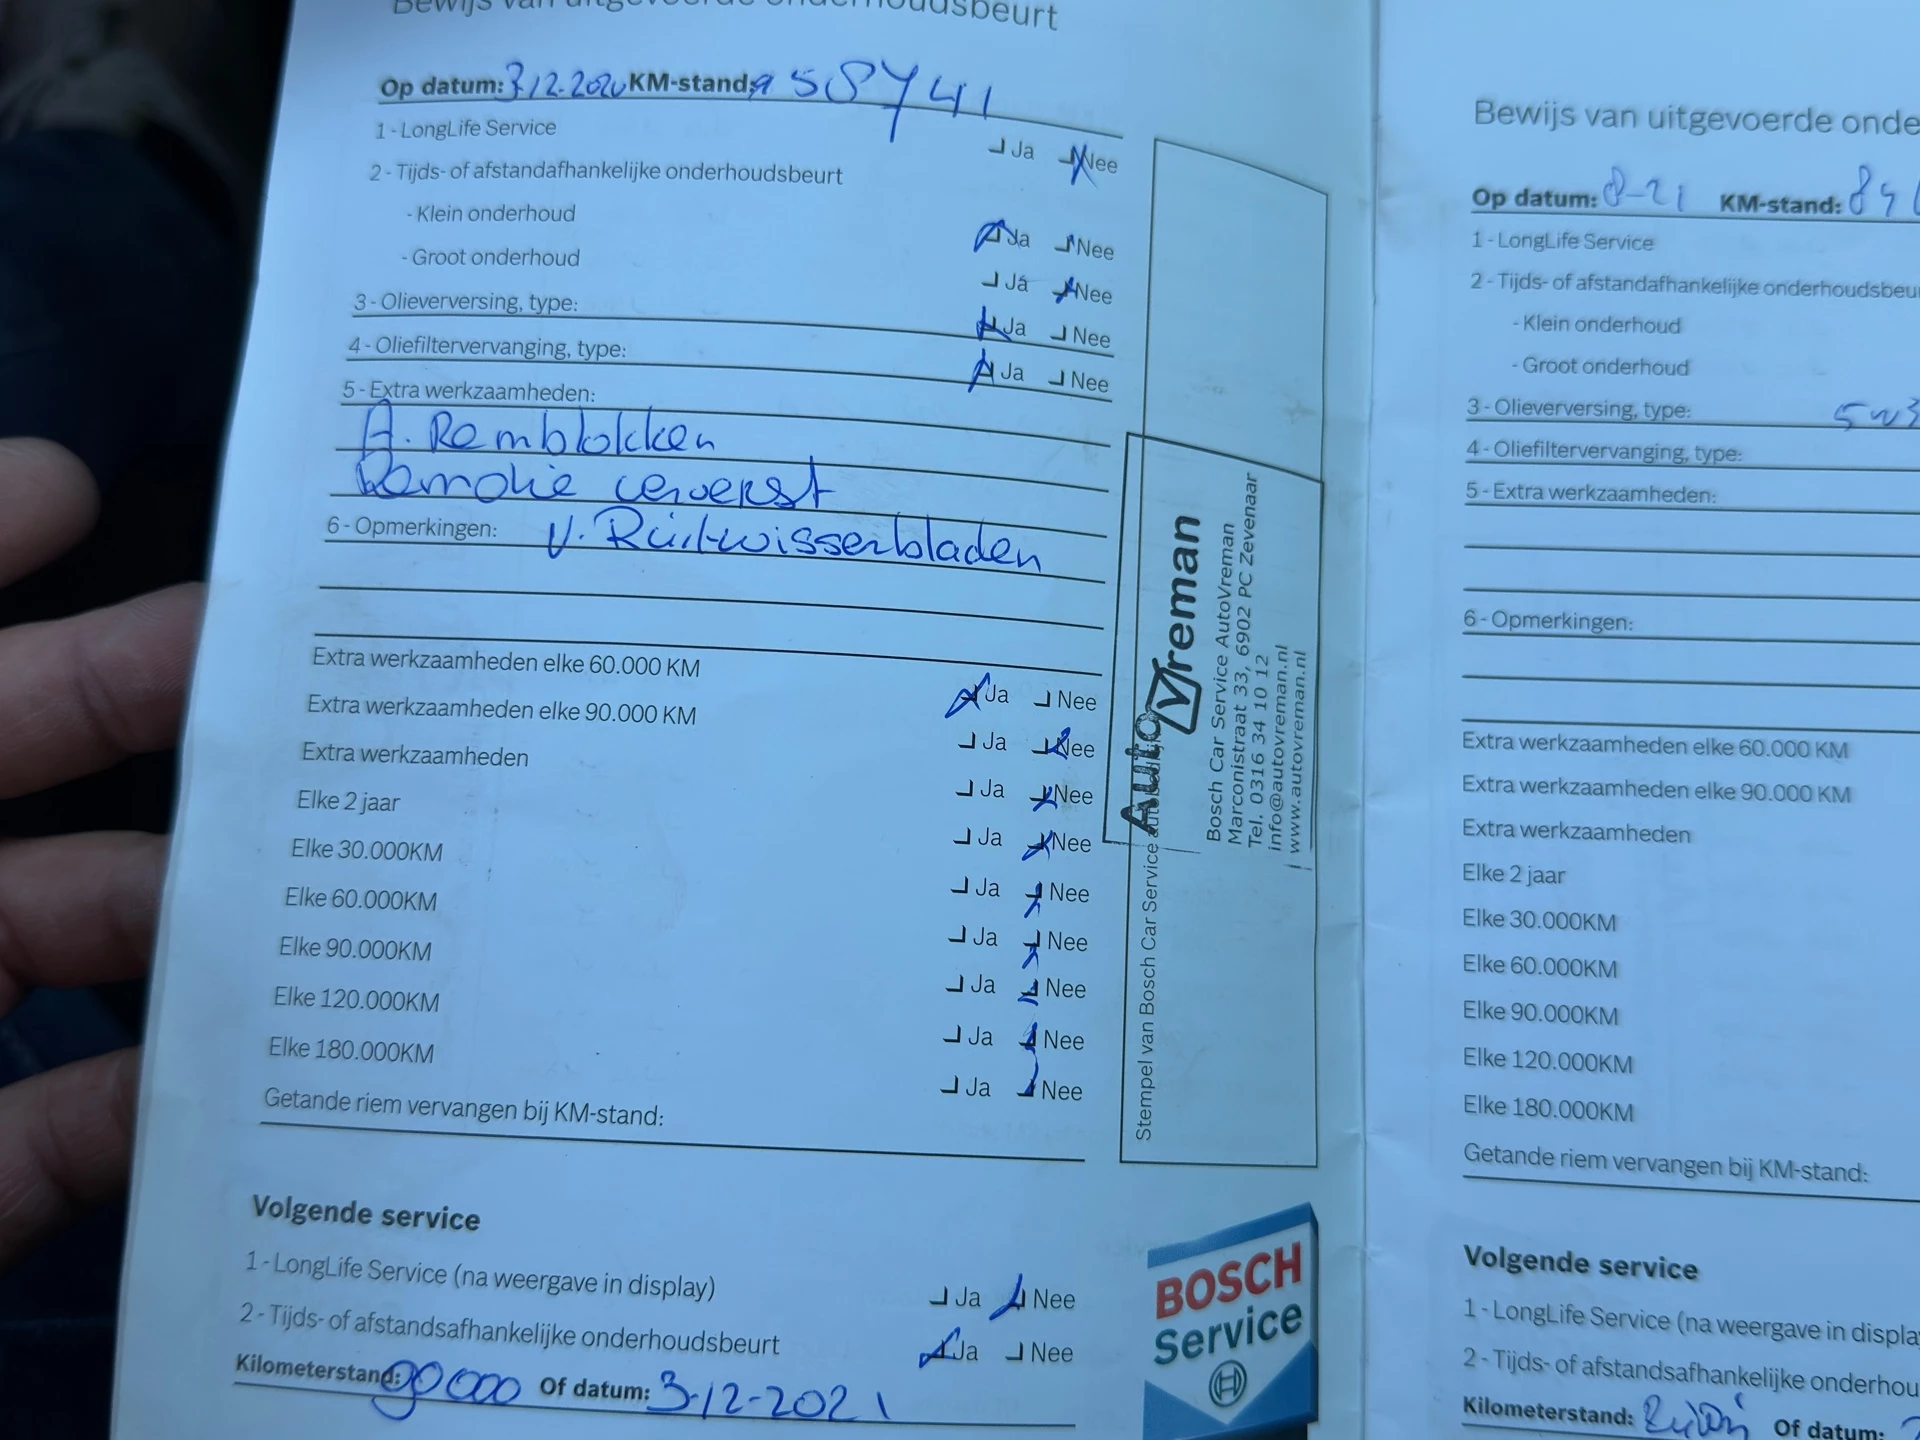 Bewijs van uitgevoerde onderhoudsbeurt
Op datum: 3-12-2020 KM-stand:
1 - LongLife Service Ja Nee
2 - Tijds- of afstandafhankelijke onderhoudsbeurt
- Klein onderhoud Ja Nee
- Groot onderhoud Ja Nee
3 - Olieverversing, type: Ja Nee
4 - Oliefiltervervanging, type: Ja Nee
5 - Extra werkzaamheden:
A. Remblokken
Remolie ververst
6 - Opmerkingen: V. Ruitwisserbladen
Extra werkzaamheden elke 60.000 KM Ja Nee
Extra werkzaamheden elke 90.000 KM Ja Nee
Extra werkzaamheden Ja Nee
Elke 2 jaar Ja Nee
Elke 30.000KM Ja Nee
Elke 60.000KM Ja Nee
Elke 90.000KM Ja Nee
Elke 120.000KM Ja Nee
Elke 180.000KM Ja Nee
Getande riem vervangen bij KM-stand:
Stempel van Bosch Car Service
Auto Vreman
Bosch Car Service AutoVreman
Marconistraat 33, 6902 PC Zevenaar
Tel. 0316 34 10 12
info@autovreman.nl
www.autovreman.nl
Volgende service
1 - LongLife Service (na weergave in display) Ja Nee
2 - Tijds- of afstandsafhankelijke onderhoudsbeurt Ja Nee
Kilometerstand: 90000 Of datum: 3-12-2021
BOSCH
Service
Bewijs van uitgevoerde onde
Op datum: 8-21 KM-stand:
1 - LongLife Service
2 - Tijds- of afstandafhankelijke onderhoudsbeu
- Klein onderhoud
- Groot onderhoud
3 - Olieverversing, type: 5w3
4 - Oliefiltervervanging, type:
5 - Extra werkzaamheden:
6 - Opmerkingen:
Extra werkzaamheden elke 60.000 KM
Extra werkzaamheden elke 90.000 KM
Extra werkzaamheden
Elke 2 jaar
Elke 30.000KM
Elke 60.000KM
Elke 90.000KM
Elke 120.000KM
Elke 180.000KM
Getande riem vervangen bij KM-stand:
Volgende service
1 - LongLife Service (na weergave in displa
2 - Tijds- of afstandsafhankelijke onderhou
Kilometerstand: Of datum: